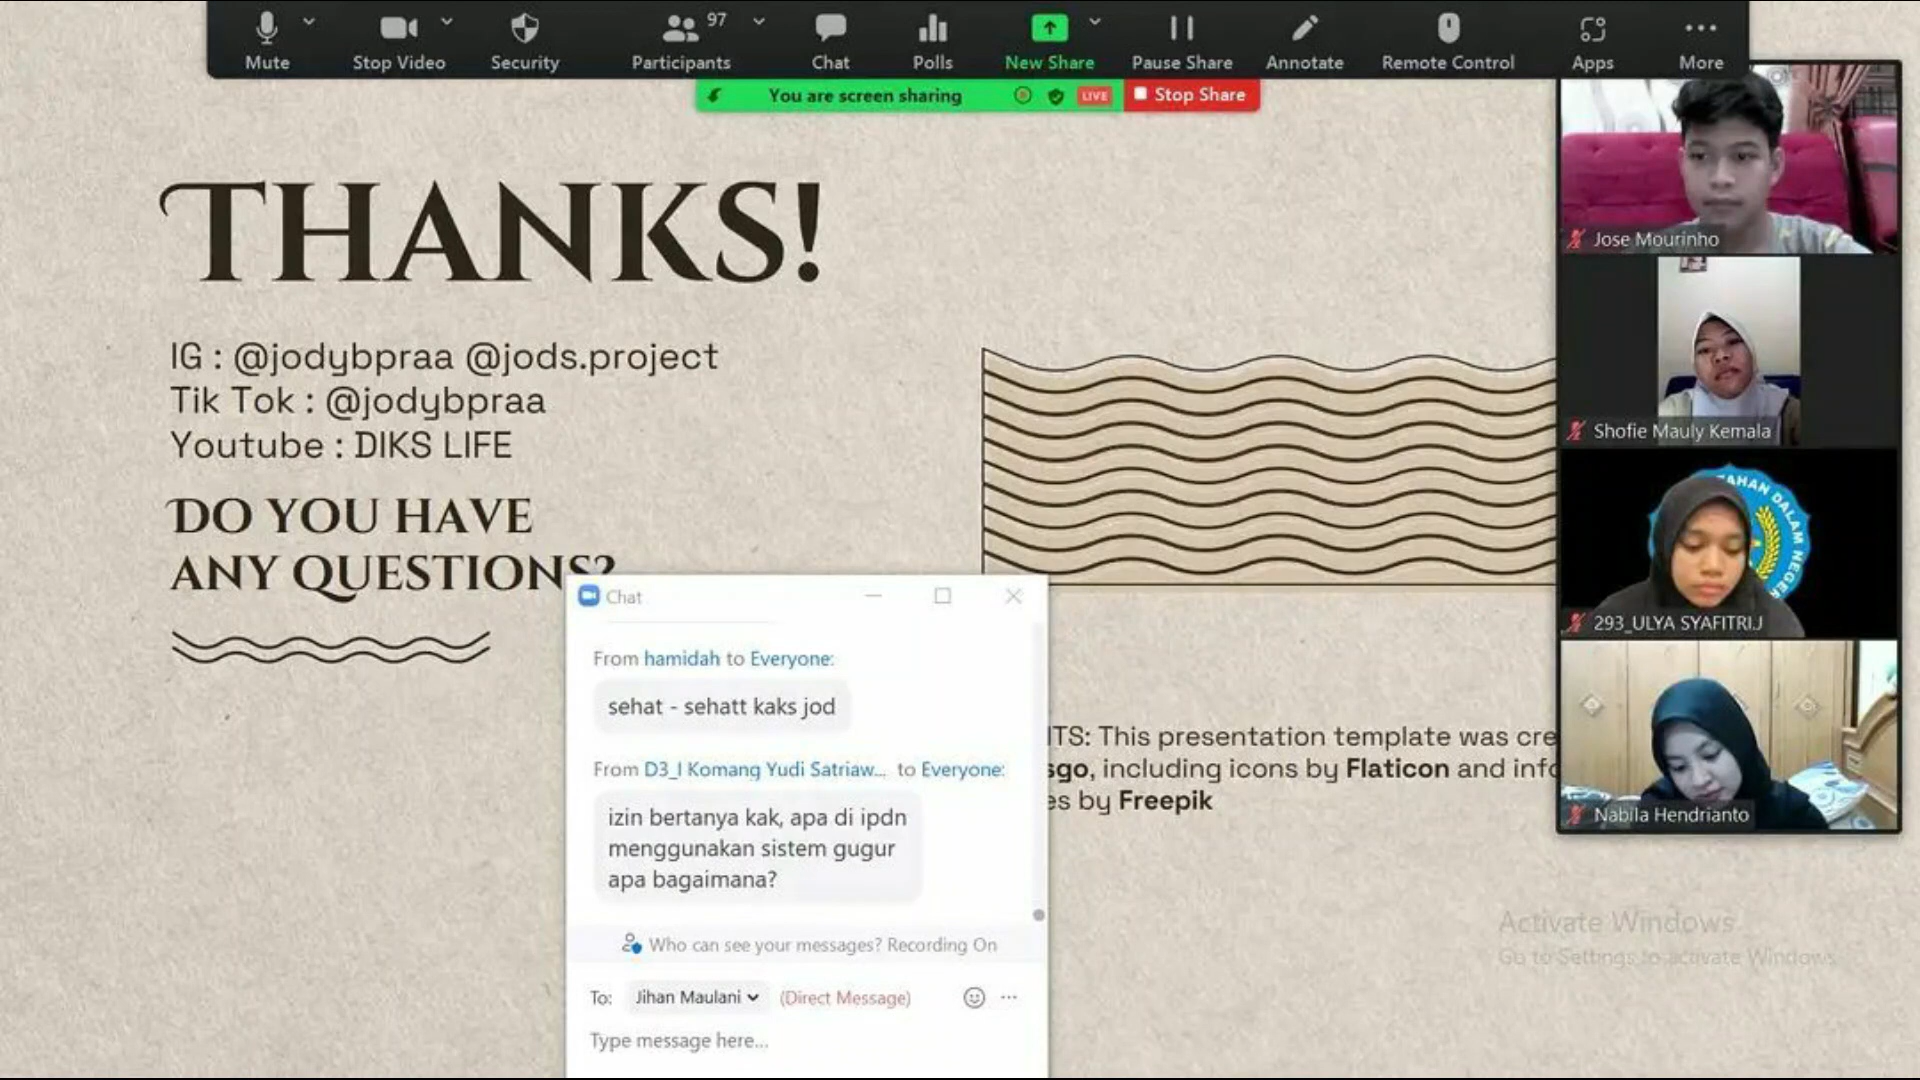 Mute
Stop Video
Security
Participants
97
Chat
Polls
New Share
Pause Share
Annotate
Remote Control
Apps
More
You are screen sharing
LIVE
Stop Share
THANKS!
IG : @jodybpraa @jods.project
Tik Tok : @jodybpraa
Youtube : DIKS LIFE
DO YOU HAVE
ANY QUESTIONS?
Chat
From hamidah to Everyone:
sehat - sehatt kaks jod
From D3_I Komang Yudi Satriaw... to Everyone:
izin bertanya kak, apa di ipdn
menggunakan sistem gugur
apa bagaimana?
Who can see your messages? Recording On
To: Jihan Maulani (Direct Message)
Type message here...
ITS: This presentation template was cre
sgo, including icons by Flaticon and info
es by Freepik
Jose Mourinho
Shofie Mauly Kemala
TAHAN DALAM NEGER
293_ULYA SYAFITRI.J
Nabila Hendrianto
Activate Windows
Go to Settings to activate Windows.